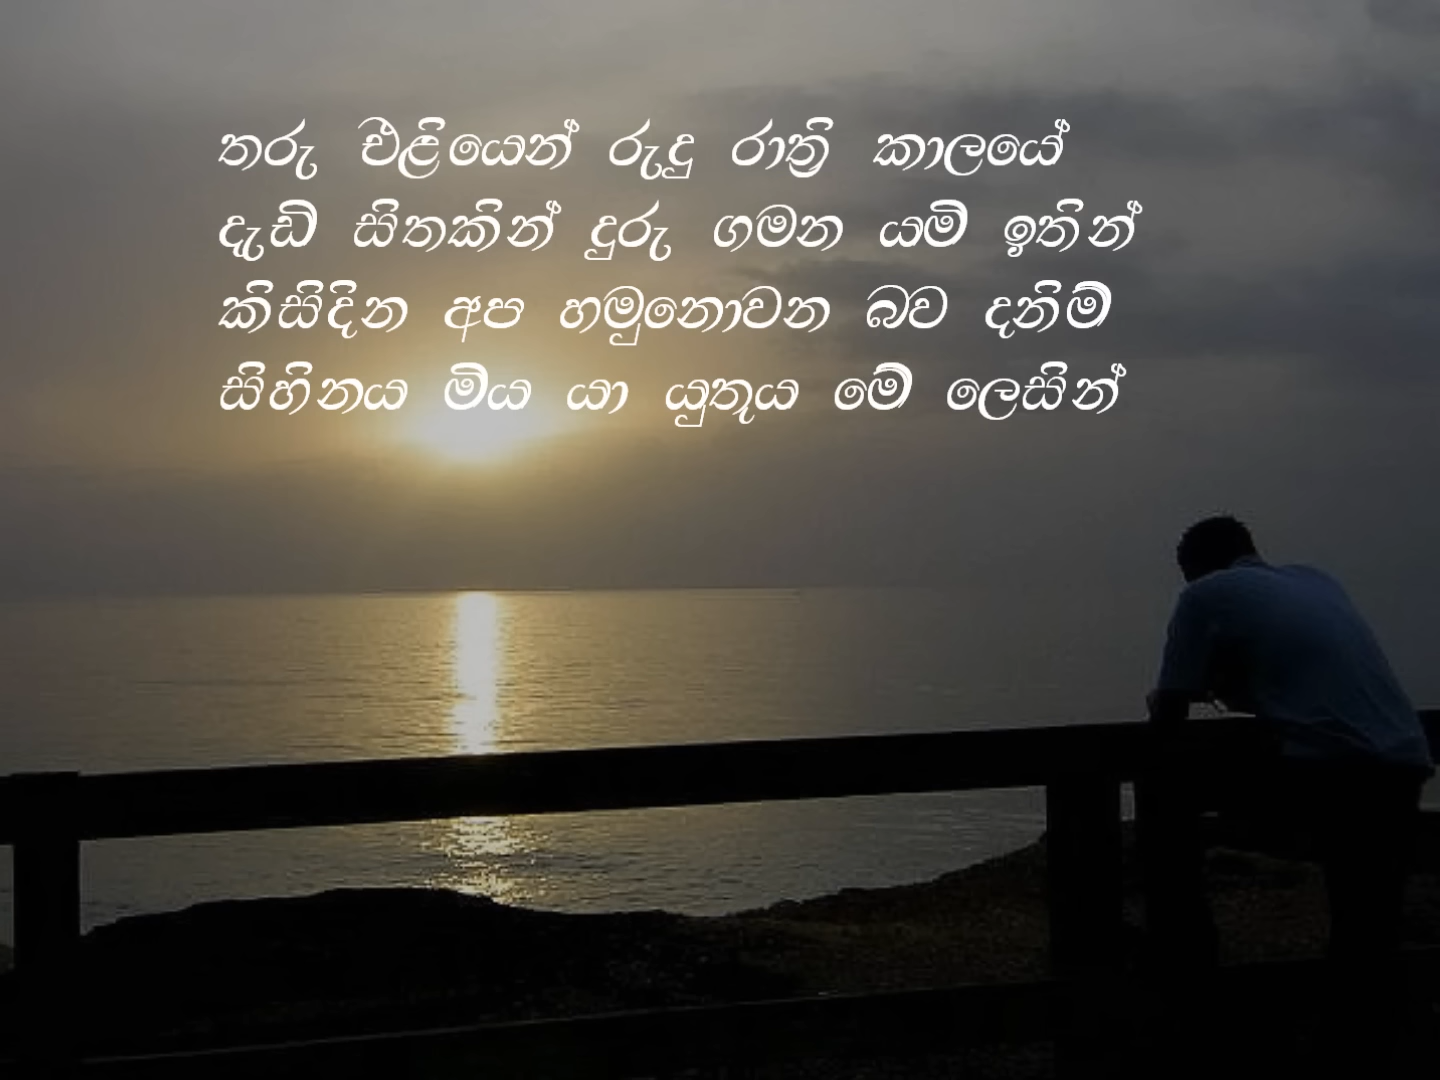 තරු එළියෙන් රුදු රාත්‍රි කාලයේ
දැඩි සිතකින් දුරු ගමන යමි ඉතින්
කිසිදින අප හමුනොවන බව දනිම්
සිහිනය මිය යා යුතූය මේ ලෙසින්